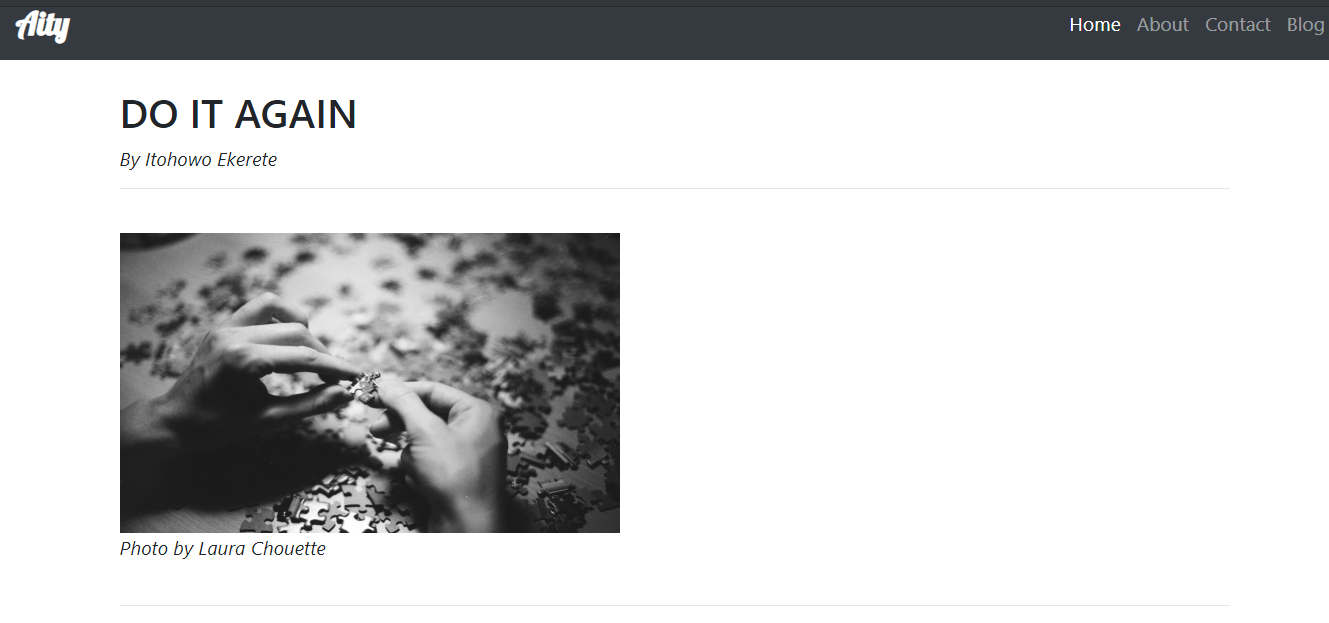 Aity
Home About Contact Blog
DO IT AGAIN
By Itohowo Ekerete
Photo by Laura Chouette